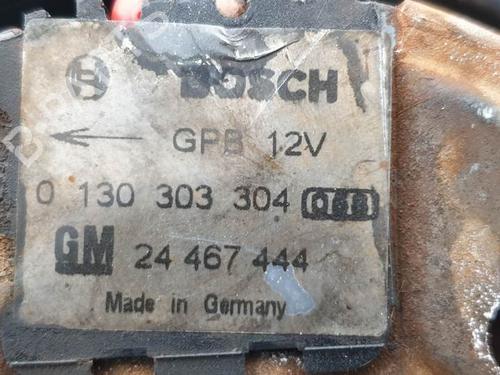 BOSCH
GPB 12V
0 130 303 304
GM 24 467 444
Made in Germany